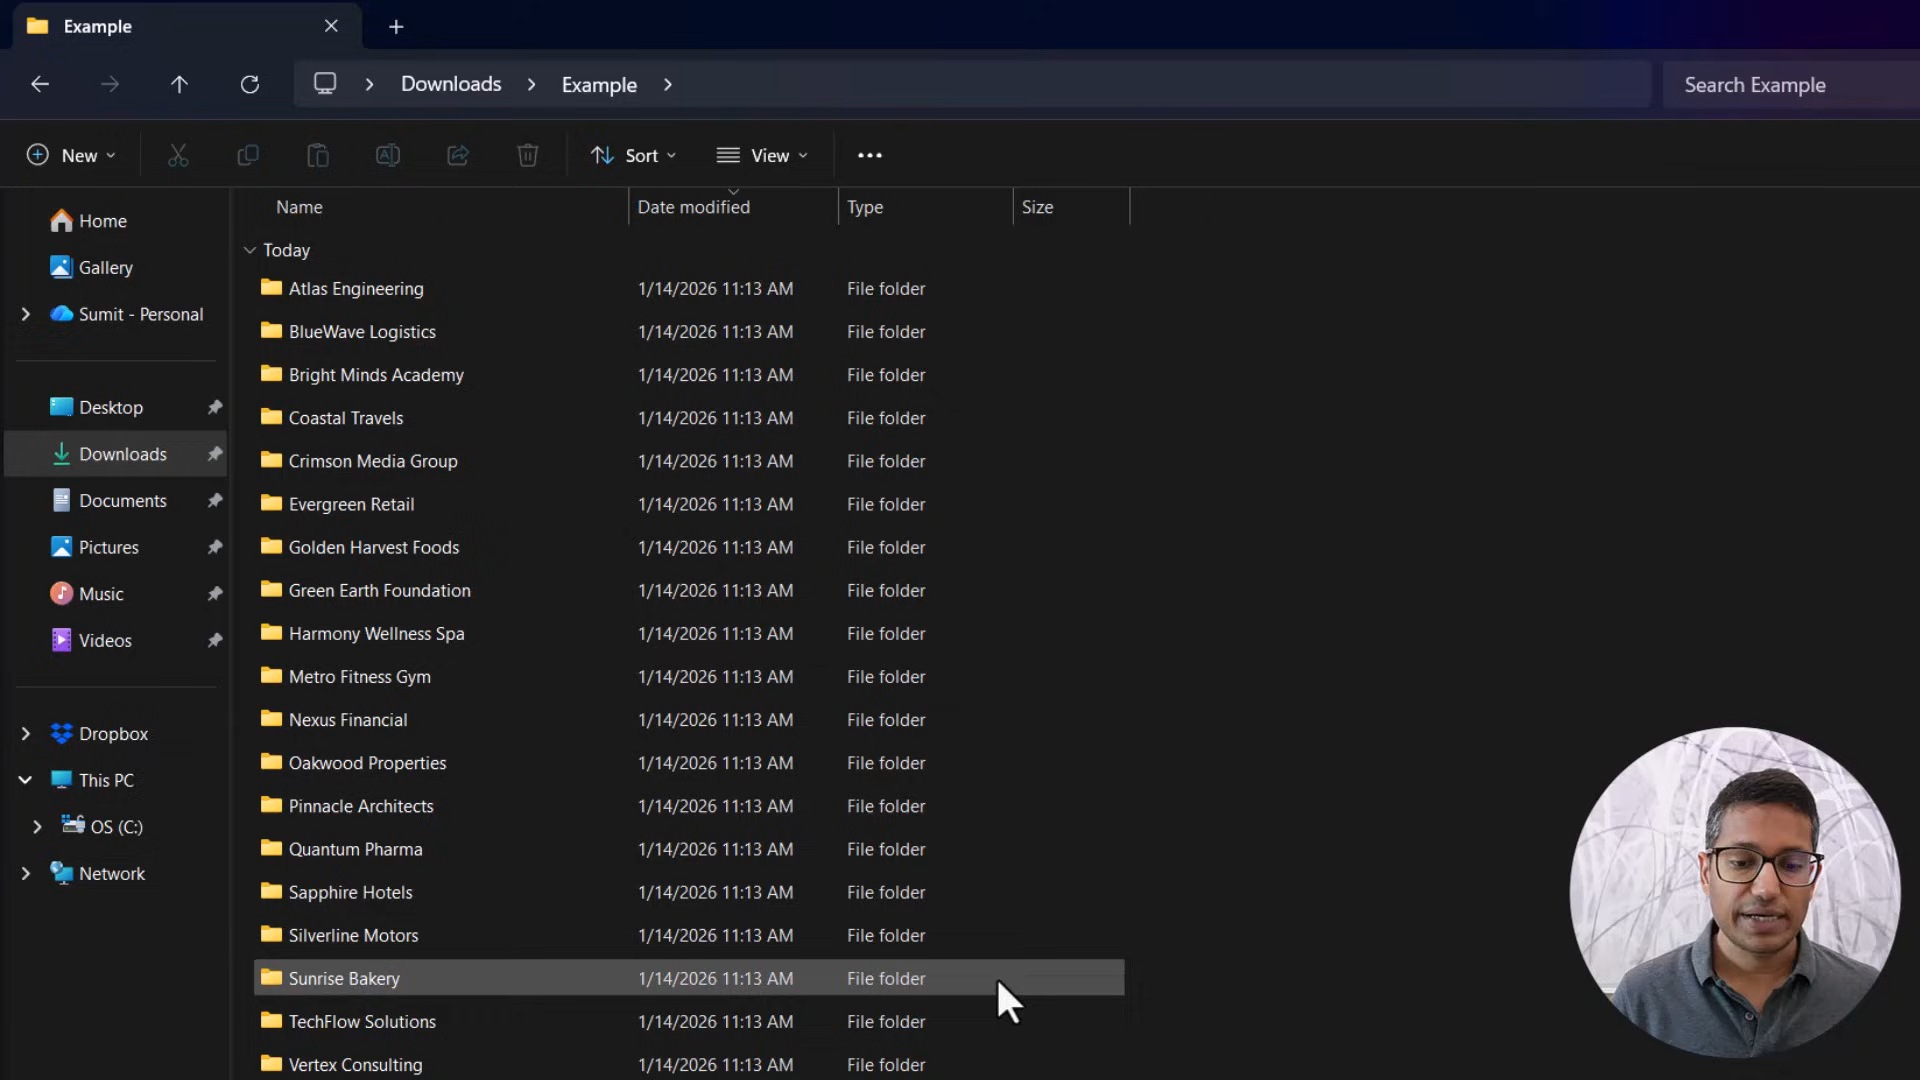 Example
Downloads Example
Search Example
New Sort View
Name Date modified Type Size
Today
Atlas Engineering 1/14/2026 11:13 AM File folder
BlueWave Logistics 1/14/2026 11:13 AM File folder
Bright Minds Academy 1/14/2026 11:13 AM File folder
Coastal Travels 1/14/2026 11:13 AM File folder
Crimson Media Group 1/14/2026 11:13 AM File folder
Evergreen Retail 1/14/2026 11:13 AM File folder
Golden Harvest Foods 1/14/2026 11:13 AM File folder
Green Earth Foundation 1/14/2026 11:13 AM File folder
Harmony Wellness Spa 1/14/2026 11:13 AM File folder
Metro Fitness Gym 1/14/2026 11:13 AM File folder
Nexus Financial 1/14/2026 11:13 AM File folder
Oakwood Properties 1/14/2026 11:13 AM File folder
Pinnacle Architects 1/14/2026 11:13 AM File folder
Quantum Pharma 1/14/2026 11:13 AM File folder
Sapphire Hotels 1/14/2026 11:13 AM File folder
Silverline Motors 1/14/2026 11:13 AM File folder
Sunrise Bakery 1/14/2026 11:13 AM File folder
TechFlow Solutions 1/14/2026 11:13 AM File folder
Vertex Consulting 1/14/2026 11:13 AM File folder
Home
Gallery
Sumit - Personal
Desktop
Downloads
Documents
Pictures
Music
Videos
Dropbox
This PC
OS (C:)
Network